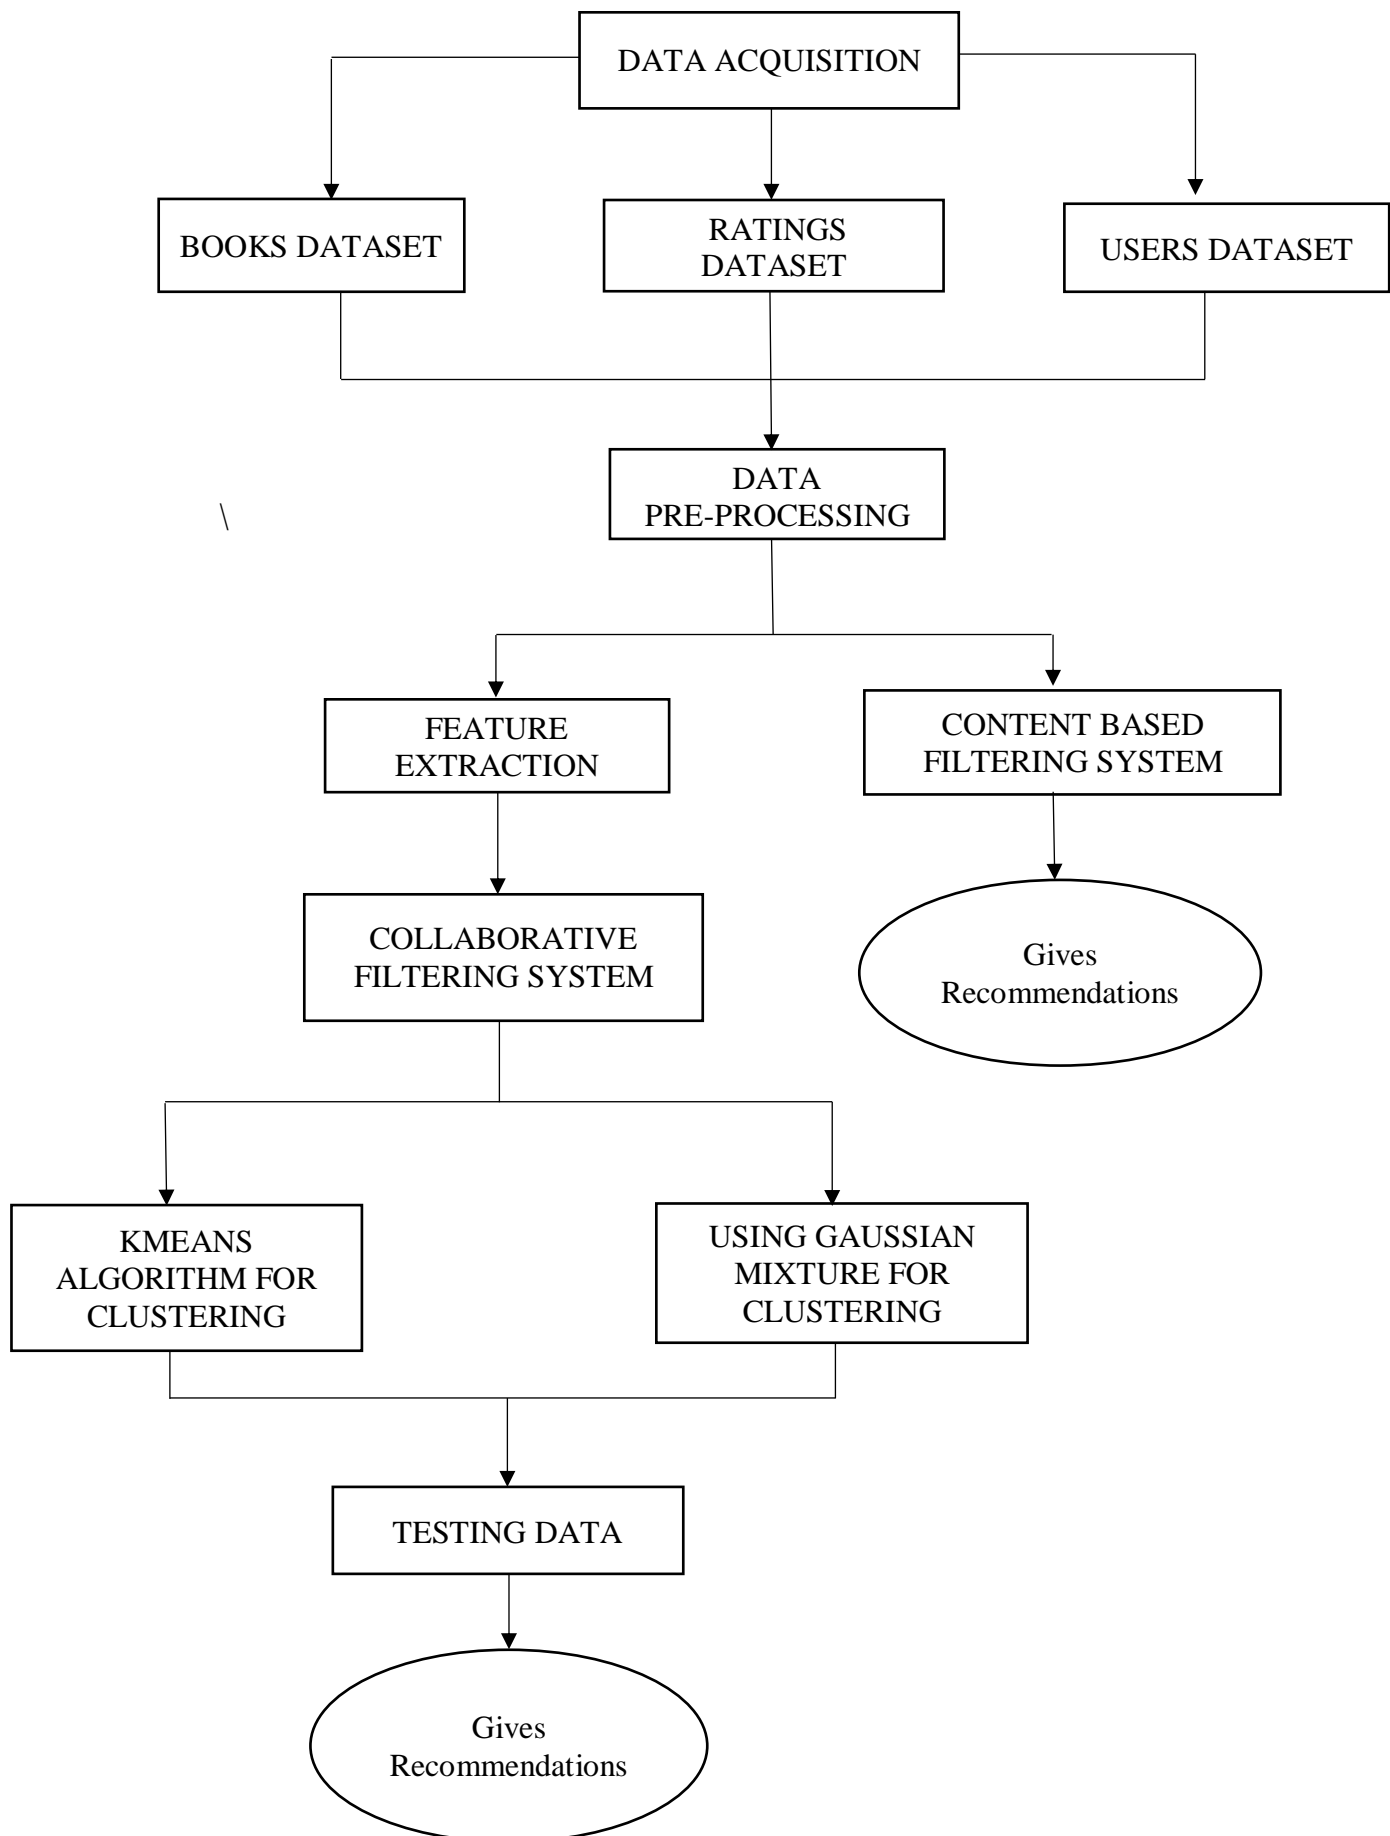 DATA ACQUISITION
BOOKS DATASET
RATINGS
DATASET
USERS DATASET
DATA
PRE-PROCESSING
\
FEATURE
EXTRACTION
CONTENT BASED
FILTERING SYSTEM
COLLABORATIVE
FILTERING SYSTEM
Gives
Recommendations
KMEANS
ALGORITHM FOR
CLUSTERING
USING GAUSSIAN
MIXTURE FOR
CLUSTERING
TESTING DATA
Gives
Recommendations